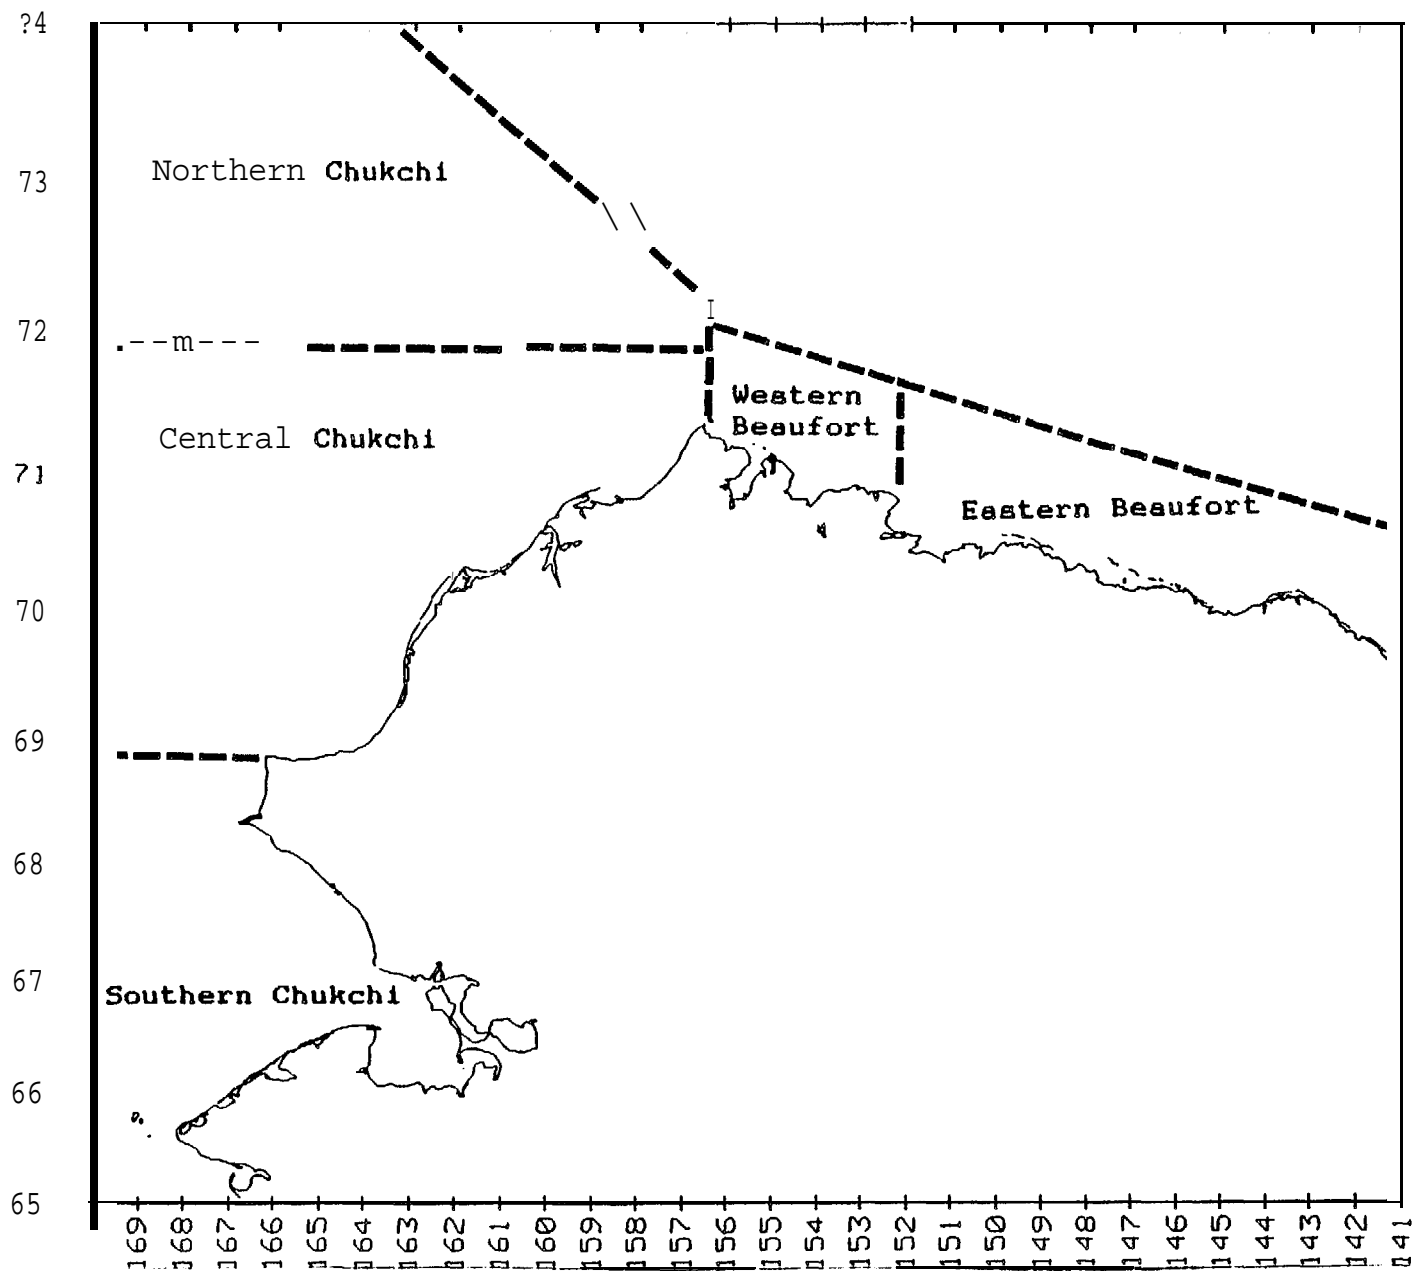 ?4
Northern Chukchi
73
72
.--m---
Western
Beaufort
Central Chukchi
71
Eastern Beaufort
70
69
68
67
Southern Chukchi
66
65
169 168 167 166 165 164 163 162 161 160 159 158 157 156 155 154 153 152 151 150 149 148 147 146 145 144 143 142 141